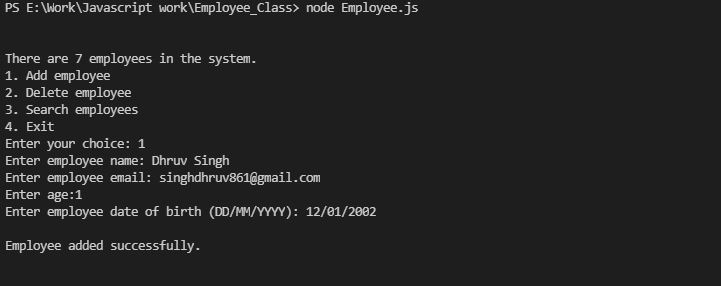 PS E:\Work\Javascript work\Employee_Class> node Employee.js
There are 7 employees in the system.
1. Add employee
2. Delete employee
3. Search employees
4. Exit
Enter your choice: 1
Enter employee name: Dhruv Singh
Enter employee email: singhdhruv861@gmail.com
Enter age:1
Enter employee date of birth (DD/MM/YYYY): 12/01/2002
Employee added successfully.